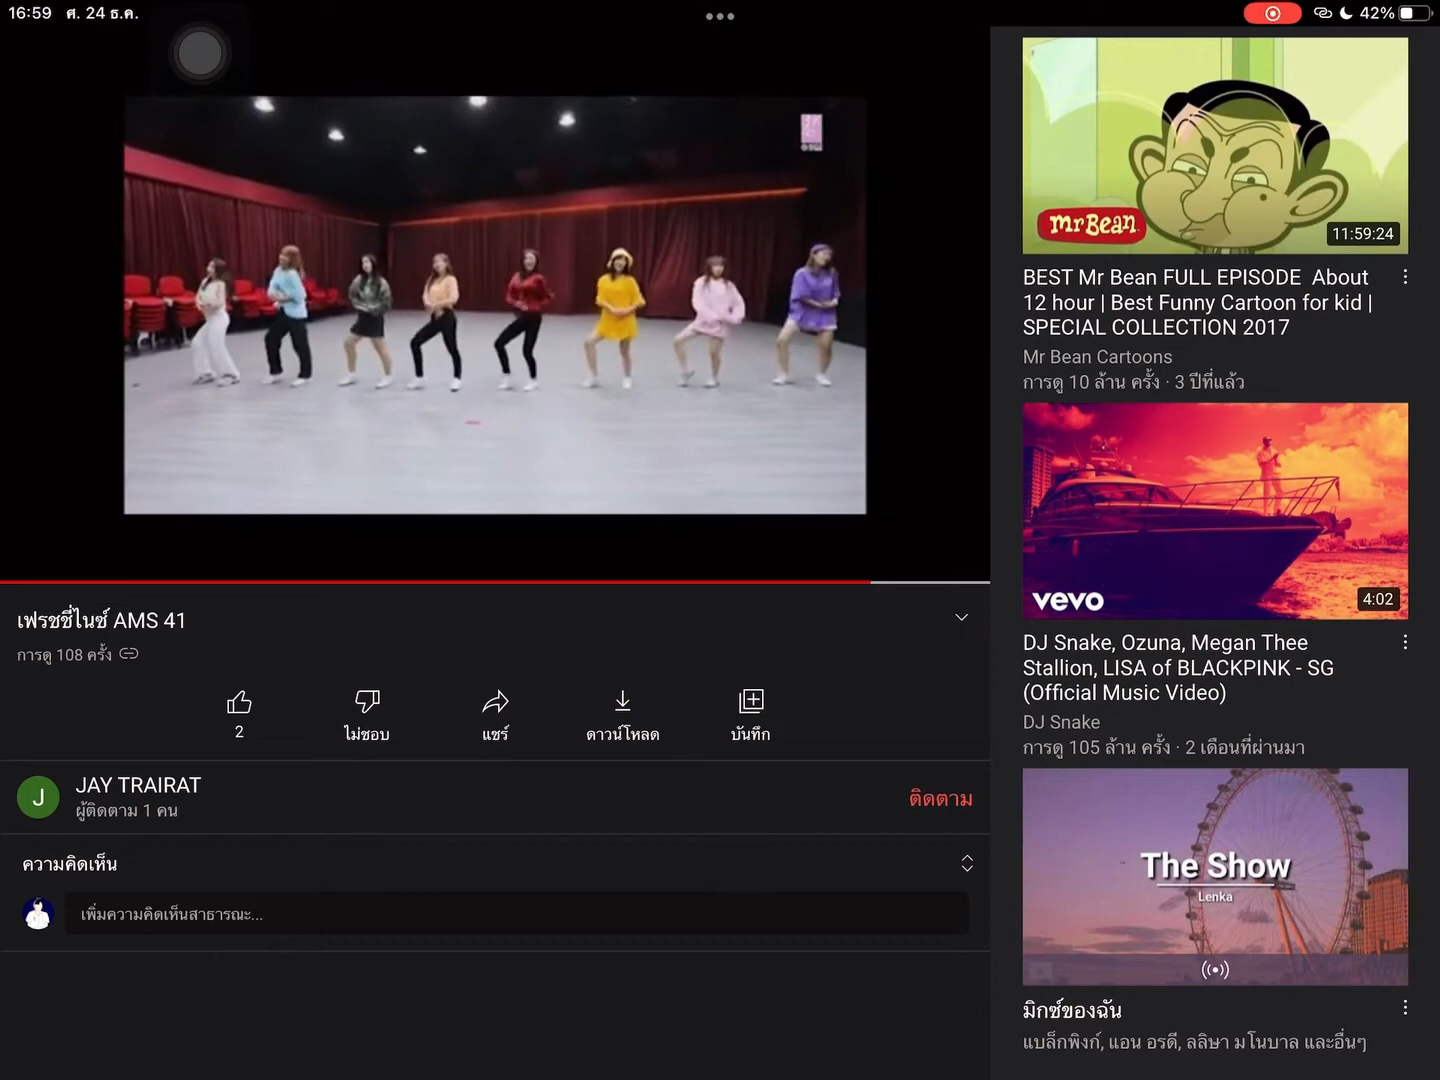 16:59 ศ. 24 ธ.ค.
42%
เฟรชชี่ไนซ์ AMS 41
การดู 108 ครั้ง
2
ไม่ชอบ
แชร์
ดาวน์โหลด
บันทึก
J
JAY TRAIRAT
ผู้ติดตาม 1 คน
ติดตาม
ความคิดเห็น
เพิ่มความคิดเห็นสาธารณะ...
Mr Bean
11:59:24
BEST Mr Bean FULL EPISODE About
12 hour | Best Funny Cartoon for kid |
SPECIAL COLLECTION 2017
Mr Bean Cartoons
การดู 10 ล้าน ครั้ง · 3 ปีที่แล้ว
vevo
4:02
DJ Snake, Ozuna, Megan Thee
Stallion, LISA of BLACKPINK - SG
(Official Music Video)
DJ Snake
การดู 105 ล้าน ครั้ง · 2 เดือนที่ผ่านมา
The Show
Lenka
มิกซ์ของฉัน
แบล็กพิงก์, แอน อรดี, ลลิษา มโนบาล และอื่นๆ